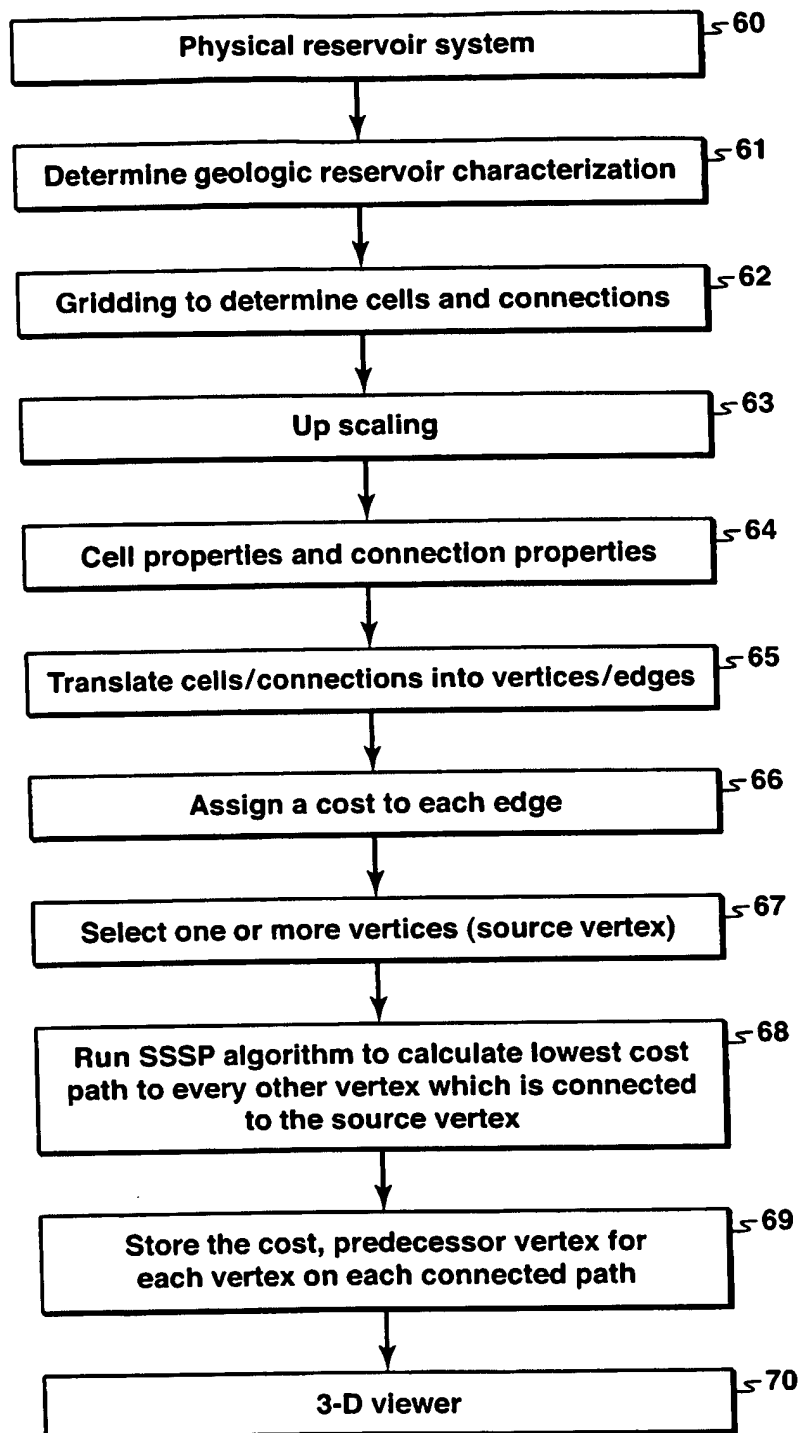 Physical reservoir system
60
Determine geologic reservoir characterization
61
Gridding to determine cells and connections
62
Up scaling
63
Cell properties and connection properties
64
Translate cells/connections into vertices/edges
65
Assign a cost to each edge
66
Select one or more vertices (source vertex)
67
Run SSSP algorithm to calculate lowest cost
path to every other vertex which is connected
to the source vertex
68
Store the cost, predecessor vertex for
each vertex on each connected path
69
3-D viewer
70